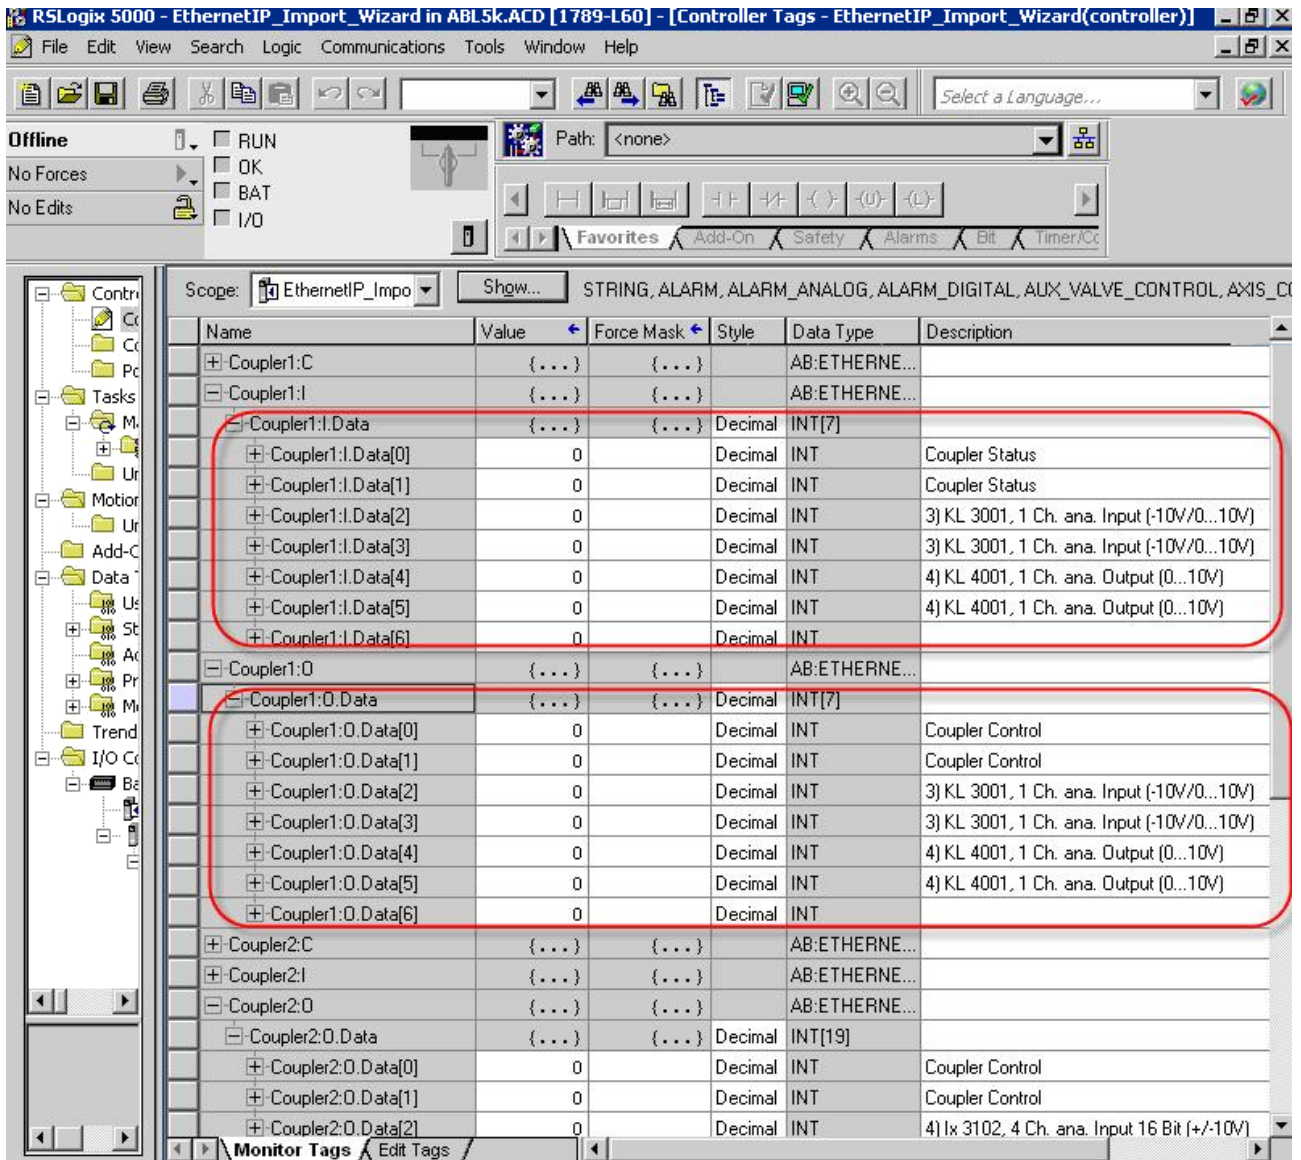 RSLogix 5000 - EthernetIP_Import_Wizard in ABL5k.ACD [1789-L60] - [Controller Tags - EthernetIP_Import_Wizard(controller)]
File Edit View Search Logic Communications Tools Window Help
Select a Language...
Offline RUN Path: <none>
No Forces OK
No Edits BAT
I/O
Favorites Add-On Safety Alarms Bit Timer/Cc
Scope: EthernetIP_Impo Show... STRING, ALARM, ALARM_ANALOG, ALARM_DIGITAL, AUX_VALVE_CONTROL, AXIS_CO
Contr
Tasks
Motion
Add-C
Data
Trend
I/O Cc
Name Value Force Mask Style Data Type Description
Coupler1:C {...} {...} AB:ETHERNE...
Coupler1:I {...} {...} AB:ETHERNE...
Coupler1:I.Data {...} {...} Decimal INT[7]
Coupler1:I.Data[0] 0 Decimal INT Coupler Status
Coupler1:I.Data[1] 0 Decimal INT Coupler Status
Coupler1:I.Data[2] 0 Decimal INT 3) KL 3001, 1 Ch. ana. Input (-10V/0...10V)
Coupler1:I.Data[3] 0 Decimal INT 3) KL 3001, 1 Ch. ana. Input (-10V/0...10V)
Coupler1:I.Data[4] 0 Decimal INT 4) KL 4001, 1 Ch. ana. Output (0...10V)
Coupler1:I.Data[5] 0 Decimal INT 4) KL 4001, 1 Ch. ana. Output (0...10V)
Coupler1:I.Data[6] 0 Decimal INT
Coupler1:O {...} {...} AB:ETHERNE...
Coupler1:O.Data {...} {...} Decimal INT[7]
Coupler1:O.Data[0] 0 Decimal INT Coupler Control
Coupler1:O.Data[1] 0 Decimal INT Coupler Control
Coupler1:O.Data[2] 0 Decimal INT 3) KL 3001, 1 Ch. ana. Input (-10V/0...10V)
Coupler1:O.Data[3] 0 Decimal INT 3) KL 3001, 1 Ch. ana. Input (-10V/0...10V)
Coupler1:O.Data[4] 0 Decimal INT 4) KL 4001, 1 Ch. ana. Output (0...10V)
Coupler1:O.Data[5] 0 Decimal INT 4) KL 4001, 1 Ch. ana. Output (0...10V)
Coupler1:O.Data[6] 0 Decimal INT
Coupler2:C {...} {...} AB:ETHERNE...
Coupler2:I {...} {...} AB:ETHERNE...
Coupler2:O {...} {...} AB:ETHERNE...
Coupler2:O.Data {...} {...} Decimal INT[19]
Coupler2:O.Data[0] 0 Decimal INT Coupler Control
Coupler2:O.Data[1] 0 Decimal INT Coupler Control
Coupler2:O.Data[2] 0 Decimal INT 4) Ix 3102, 4 Ch. ana. Input 16 Bit (+/-10V)
Monitor Tags Edit Tags